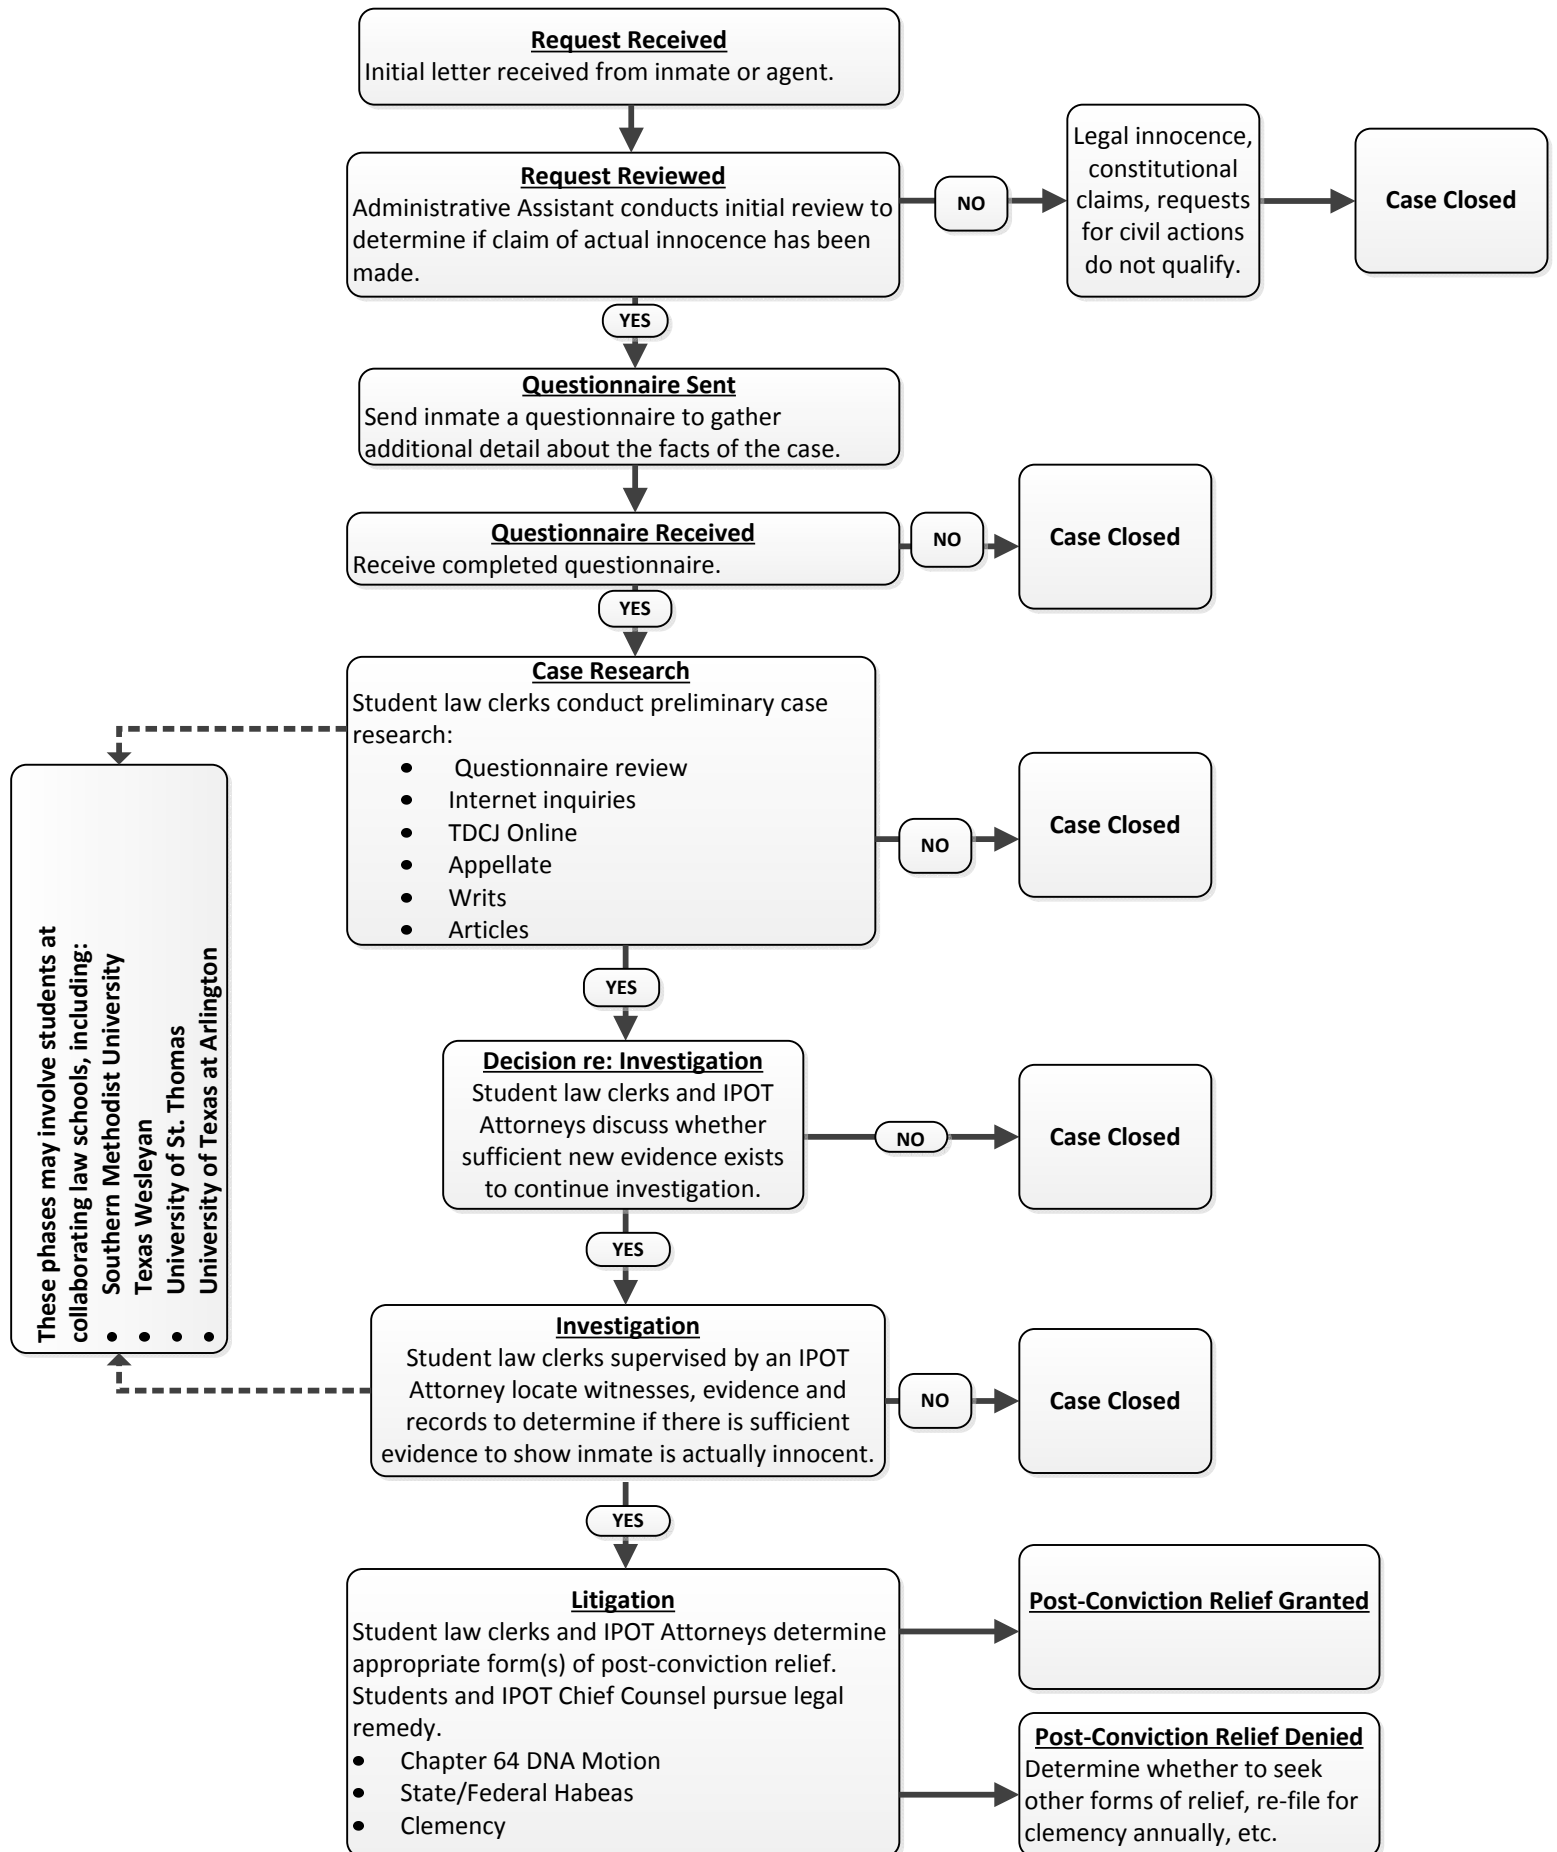 Request Received
Initial letter received from inmate or agent.
Request Reviewed
Administrative Assistant conducts initial review to
determine if claim of actual innocence has been
made.
NO
Legal innocence,
constitutional
claims, requests
for civil actions
do not qualify.
Case Closed
YES
Questionnaire Sent
Send inmate a questionnaire to gather
additional detail about the facts of the case.
Questionnaire Received
Receive completed questionnaire.
NO
Case Closed
YES
Case Research
Student law clerks conduct preliminary case
research:
• Questionnaire review
• Internet inquiries
• TDCJ Online
• Appellate
• Writs
• Articles
NO
Case Closed
These phases may involve students at
collaborating law schools, including:
• Southern Methodist University
• Texas Wesleyan
• University of St. Thomas
• University of Texas at Arlington
YES
Decision re: Investigation
Student law clerks and IPOT
Attorneys discuss whether
sufficient new evidence exists
to continue investigation.
NO
Case Closed
YES
Investigation
Student law clerks supervised by an IPOT
Attorney locate witnesses, evidence and
records to determine if there is sufficient
evidence to show inmate is actually innocent.
NO
Case Closed
YES
Litigation
Student law clerks and IPOT Attorneys determine
appropriate form(s) of post-conviction relief.
Students and IPOT Chief Counsel pursue legal
remedy.
• Chapter 64 DNA Motion
• State/Federal Habeas
• Clemency
Post-Conviction Relief Granted
Post-Conviction Relief Denied
Determine whether to seek
other forms of relief, re-file for
clemency annually, etc.